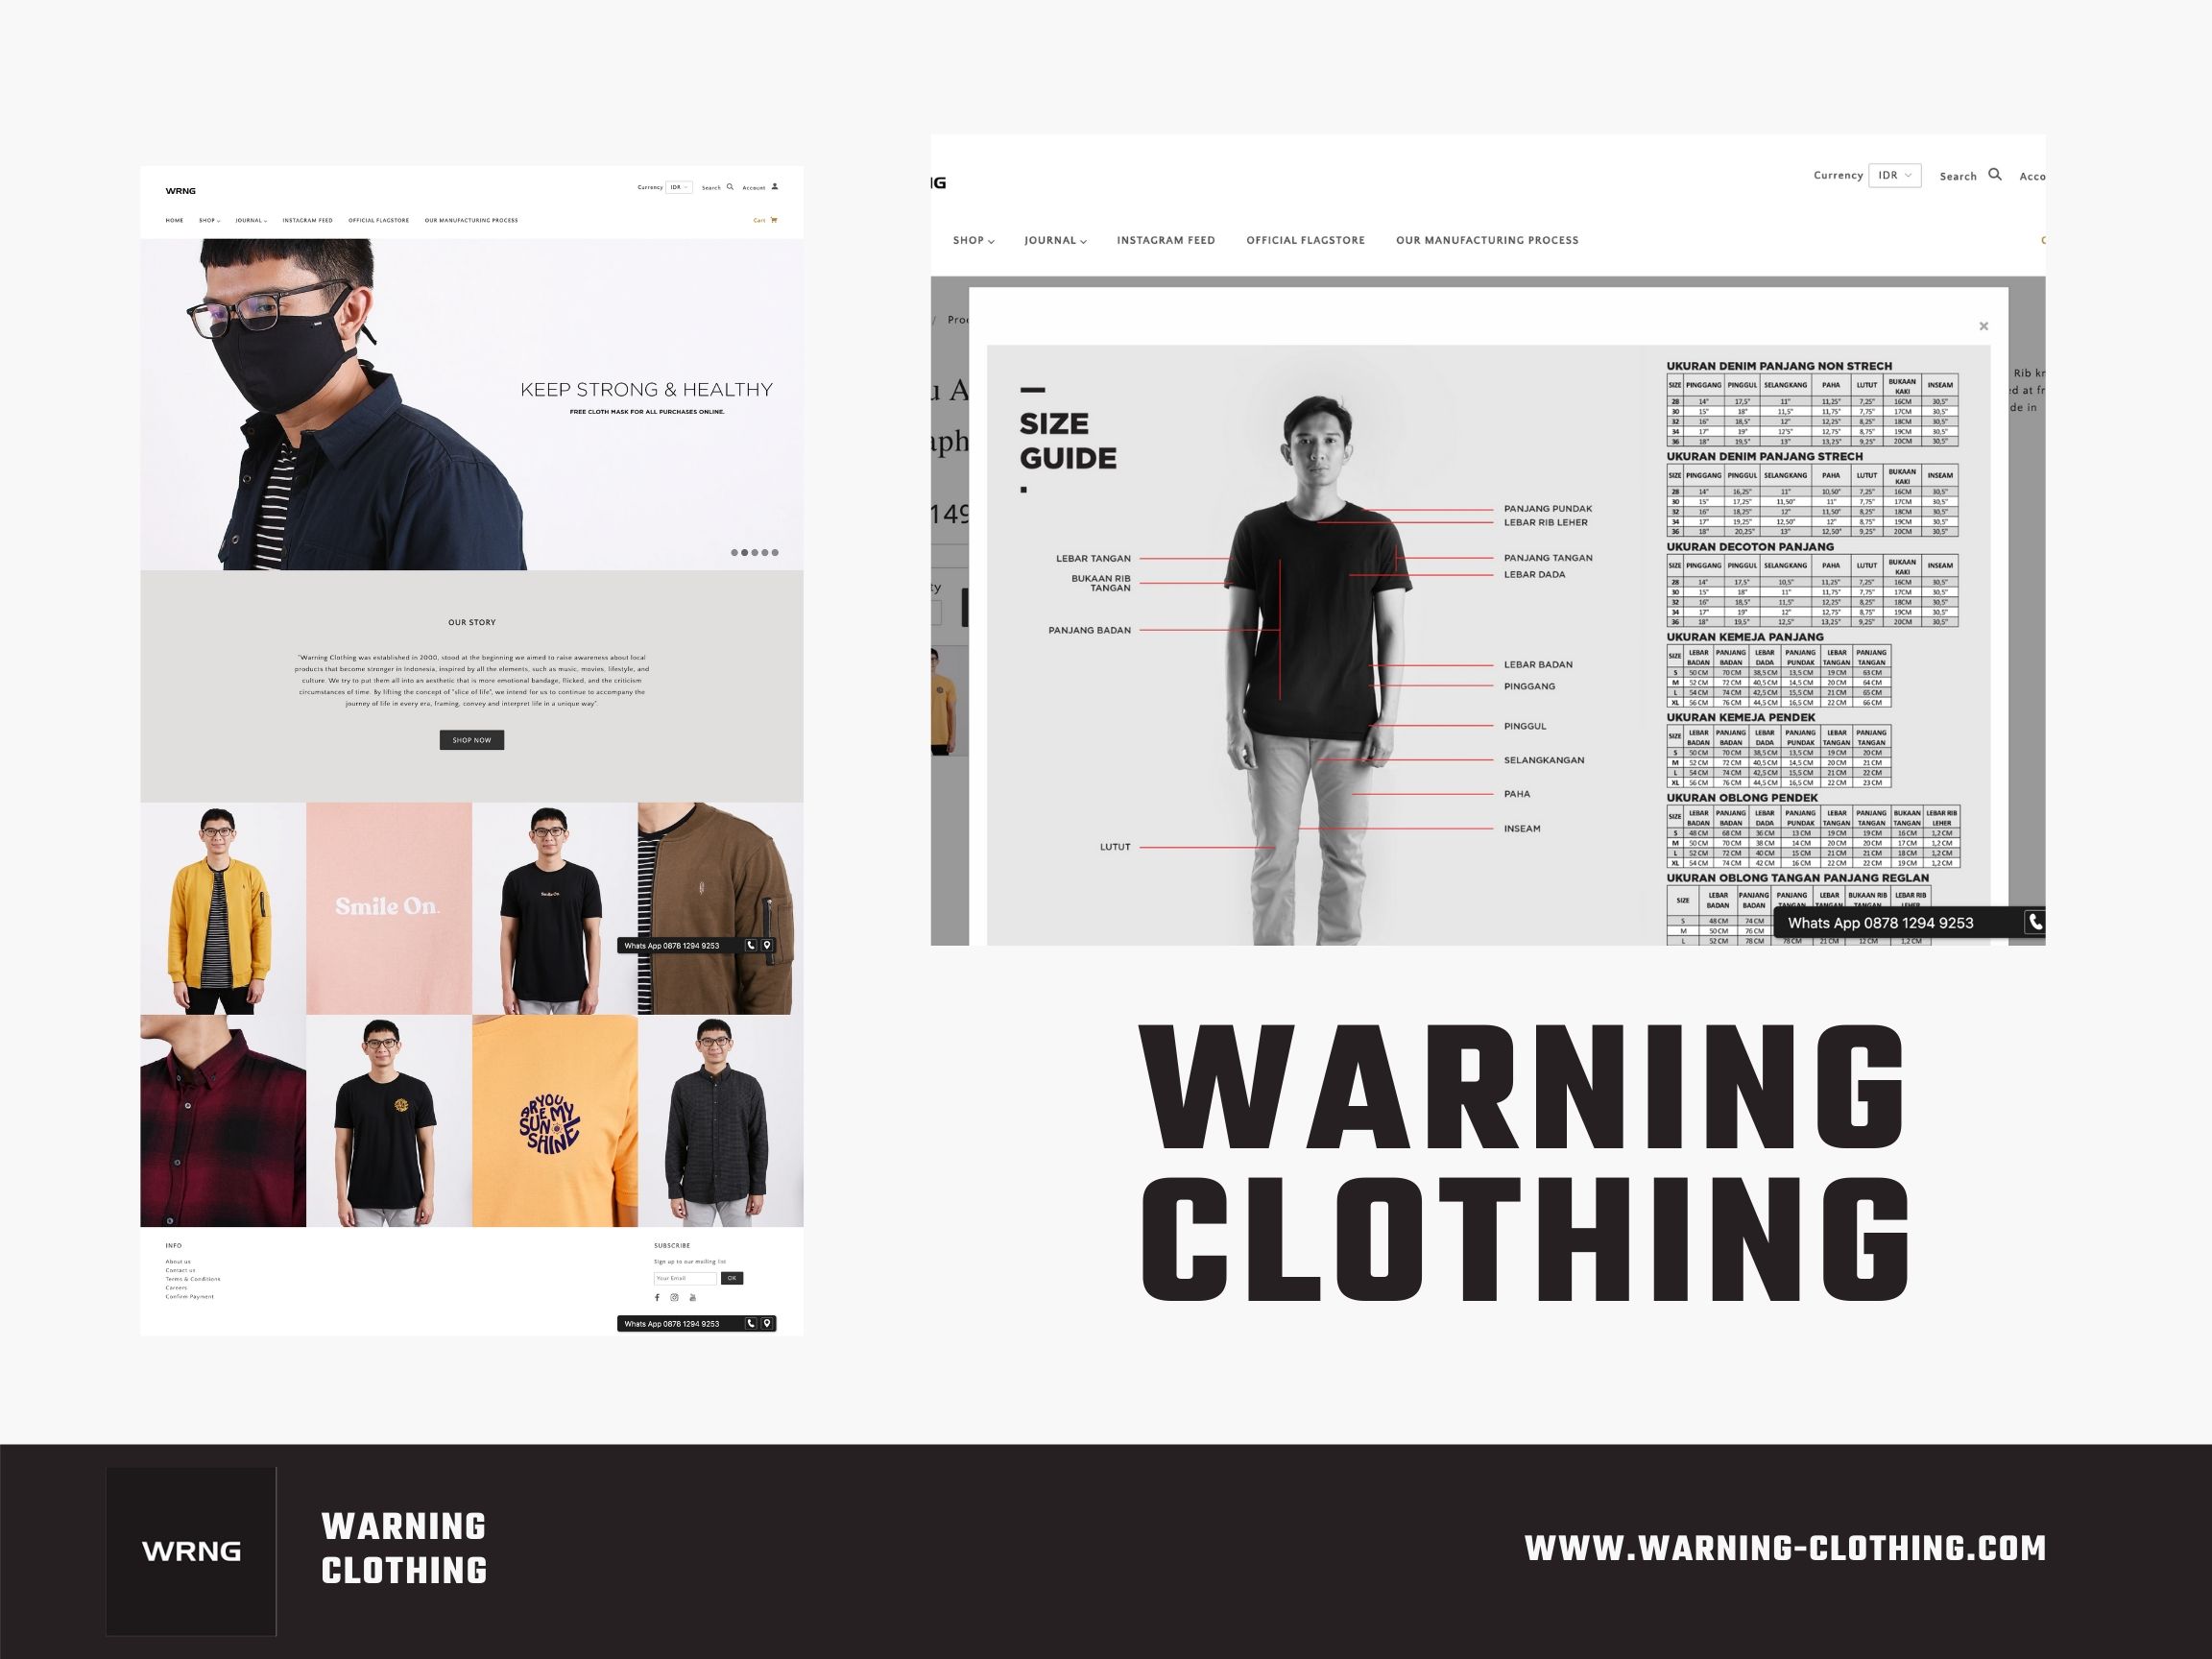 WRNG
Currency IDR Search Account
HOME SHOP JOURNAL INSTAGRAM FEED OFFICIAL FLAGSTORE OUR MANUFACTURING PROCESS
Cart
KEEP STRONG & HEALTHY
FREE CLOTH MASK FOR ALL PURCHASES ONLINE.
OUR STORY
"Warning Clothing was established in 2000, stood at the beginning we aimed to raise awareness about local
products that become stronger in Indonesia, inspired by all the elements, such as music, movies, lifestyle, and
culture. We try to put them all into an aesthetic that is more emotional bandage, flicked, and the criticism
circumstances of time. By lifting the concept of "slice of life", we intend for us to continue to accompany the
journey of life in every era, framing, convey and interpret life in a unique way".
SHOP NOW
Smile On.
Smile On.
Whats App 0878 1294 9253
ARE YOU MY SUNSHINE
INFO
About us
Contact us
Terms & Conditions
Careers
Confirm Payment
SUBSCRIBE
Sign up to our mailing list
Your Email OK
Whats App 0878 1294 9253
Currency IDR Search Acco
SHOP JOURNAL INSTAGRAM FEED OFFICIAL FLAGSTORE OUR MANUFACTURING PROCESS
SIZE
GUIDE
LEBAR TANGAN
BUKAAN RIB
TANGAN
PANJANG BADAN
LUTUT
PANJANG PUNDAK
LEBAR RIB LEHER
PANJANG TANGAN
LEBAR DADA
LEBAR BADAN
PINGGANG
PINGGUL
SELANGKANGAN
PAHA
INSEAM
UKURAN DENIM PANJANG NON STRECH
SIZE PINGGANG PINGGUL SELANGKANG PAHA LUTUT BUKAAN KAKI INSEAM
28 14" 17,5" 11" 11,25" 7,25" 16CM 30,5"
30 15" 18" 11,5" 11,75" 7,75" 17CM 30,5"
32 16" 18,5" 12" 12,25" 8,25" 18CM 30,5"
34 17" 19" 12"5" 12,75" 8,75" 19CM 30,5"
36 18" 19,5" 13" 13,25" 9,25" 20CM 30,5"
UKURAN DENIM PANJANG STRECH
SIZE PINGGANG PINGGUL SELANGKANG PAHA LUTUT BUKAAN KAKI INSEAM
28 14" 16,25" 11" 10,50" 7,25" 16CM 30,5"
30 15" 17,25" 11,50" 11" 7,75" 17CM 30,5"
32 16" 18,25" 12" 11,50" 8,25" 18CM 30,5"
34 17" 19,25" 12,50" 12" 8,75" 19CM 30,5"
36 18" 20,25" 13" 12,50" 9,25" 20CM 30,5"
UKURAN DECOTON PANJANG
SIZE PINGGANG PINGGUL SELANGKANG PAHA LUTUT BUKAAN KAKI INSEAM
28 14" 17,5" 10,5" 11,25" 7,25" 16CM 30,5"
30 15" 18" 11" 11,75" 7,75" 17CM 30,5"
32 16" 18,5" 11,5" 12,25" 8,25" 18CM 30,5"
34 17" 19" 12" 12,75" 8,75" 19CM 30,5"
36 18" 19,5" 12,5" 13,25" 9,25" 20CM 30,5"
UKURAN KEMEJA PANJANG
SIZE LEBAR BADAN PANJANG BADAN LEBAR DADA PANJANG PUNDAK LEBAR TANGAN PANJANG TANGAN
S 50 CM 70 CM 38,5 CM 13,5 CM 19 CM 63 CM
M 52 CM 72 CM 40,5 CM 14,5 CM 20 CM 64 CM
L 54 CM 74 CM 42,5 CM 15,5 CM 21 CM 65 CM
XL 56 CM 76 CM 44,5 CM 16,5 CM 22 CM 66 CM
UKURAN KEMEJA PENDEK
SIZE LEBAR BADAN PANJANG BADAN LEBAR DADA PANJANG PUNDAK LEBAR TANGAN PANJANG TANGAN
S 50 CM 70 CM 38,5 CM 13,5 CM 19 CM 20 CM
M 52 CM 72 CM 40,5 CM 14,5 CM 20 CM 21 CM
L 54 CM 74 CM 42,5 CM 15,5 CM 21 CM 22 CM
XL 56 CM 76 CM 44,5 CM 16,5 CM 22 CM 23 CM
UKURAN OBLONG PENDEK
SIZE LEBAR BADAN PANJANG BADAN LEBAR DADA PANJANG PUNDAK LEBAR TANGAN PANJANG TANGAN BUKAAN TANGAN LEBAR RIB LEHER
S 48 CM 68 CM 36 CM 13 CM 19 CM 19 CM 16 CM 1,2 CM
M 50 CM 70 CM 38 CM 14 CM 20 CM 20 CM 17 CM 1,2 CM
L 52 CM 72 CM 40 CM 15 CM 21 CM 21 CM 18 CM 1,2 CM
XL 54 CM 74 CM 42 CM 16 CM 22 CM 22 CM 19 CM 1,2 CM
UKURAN OBLONG TANGAN PANJANG REGLAN
SIZE LEBAR BADAN PANJANG BADAN PANJANG TANGAN LEBAR TANGAN BUKAAN RIB TANGAN LEBAR RIB LEHER
S 48 CM 74 CM
M 50 CM 76 CM
L 52 CM 78 CM 78 CM 21 CM 12 CM 1,2 CM
Whats App 0878 1294 9253
WARNING
CLOTHING
WRNG
WARNING
CLOTHING
WWW.WARNING-CLOTHING.COM